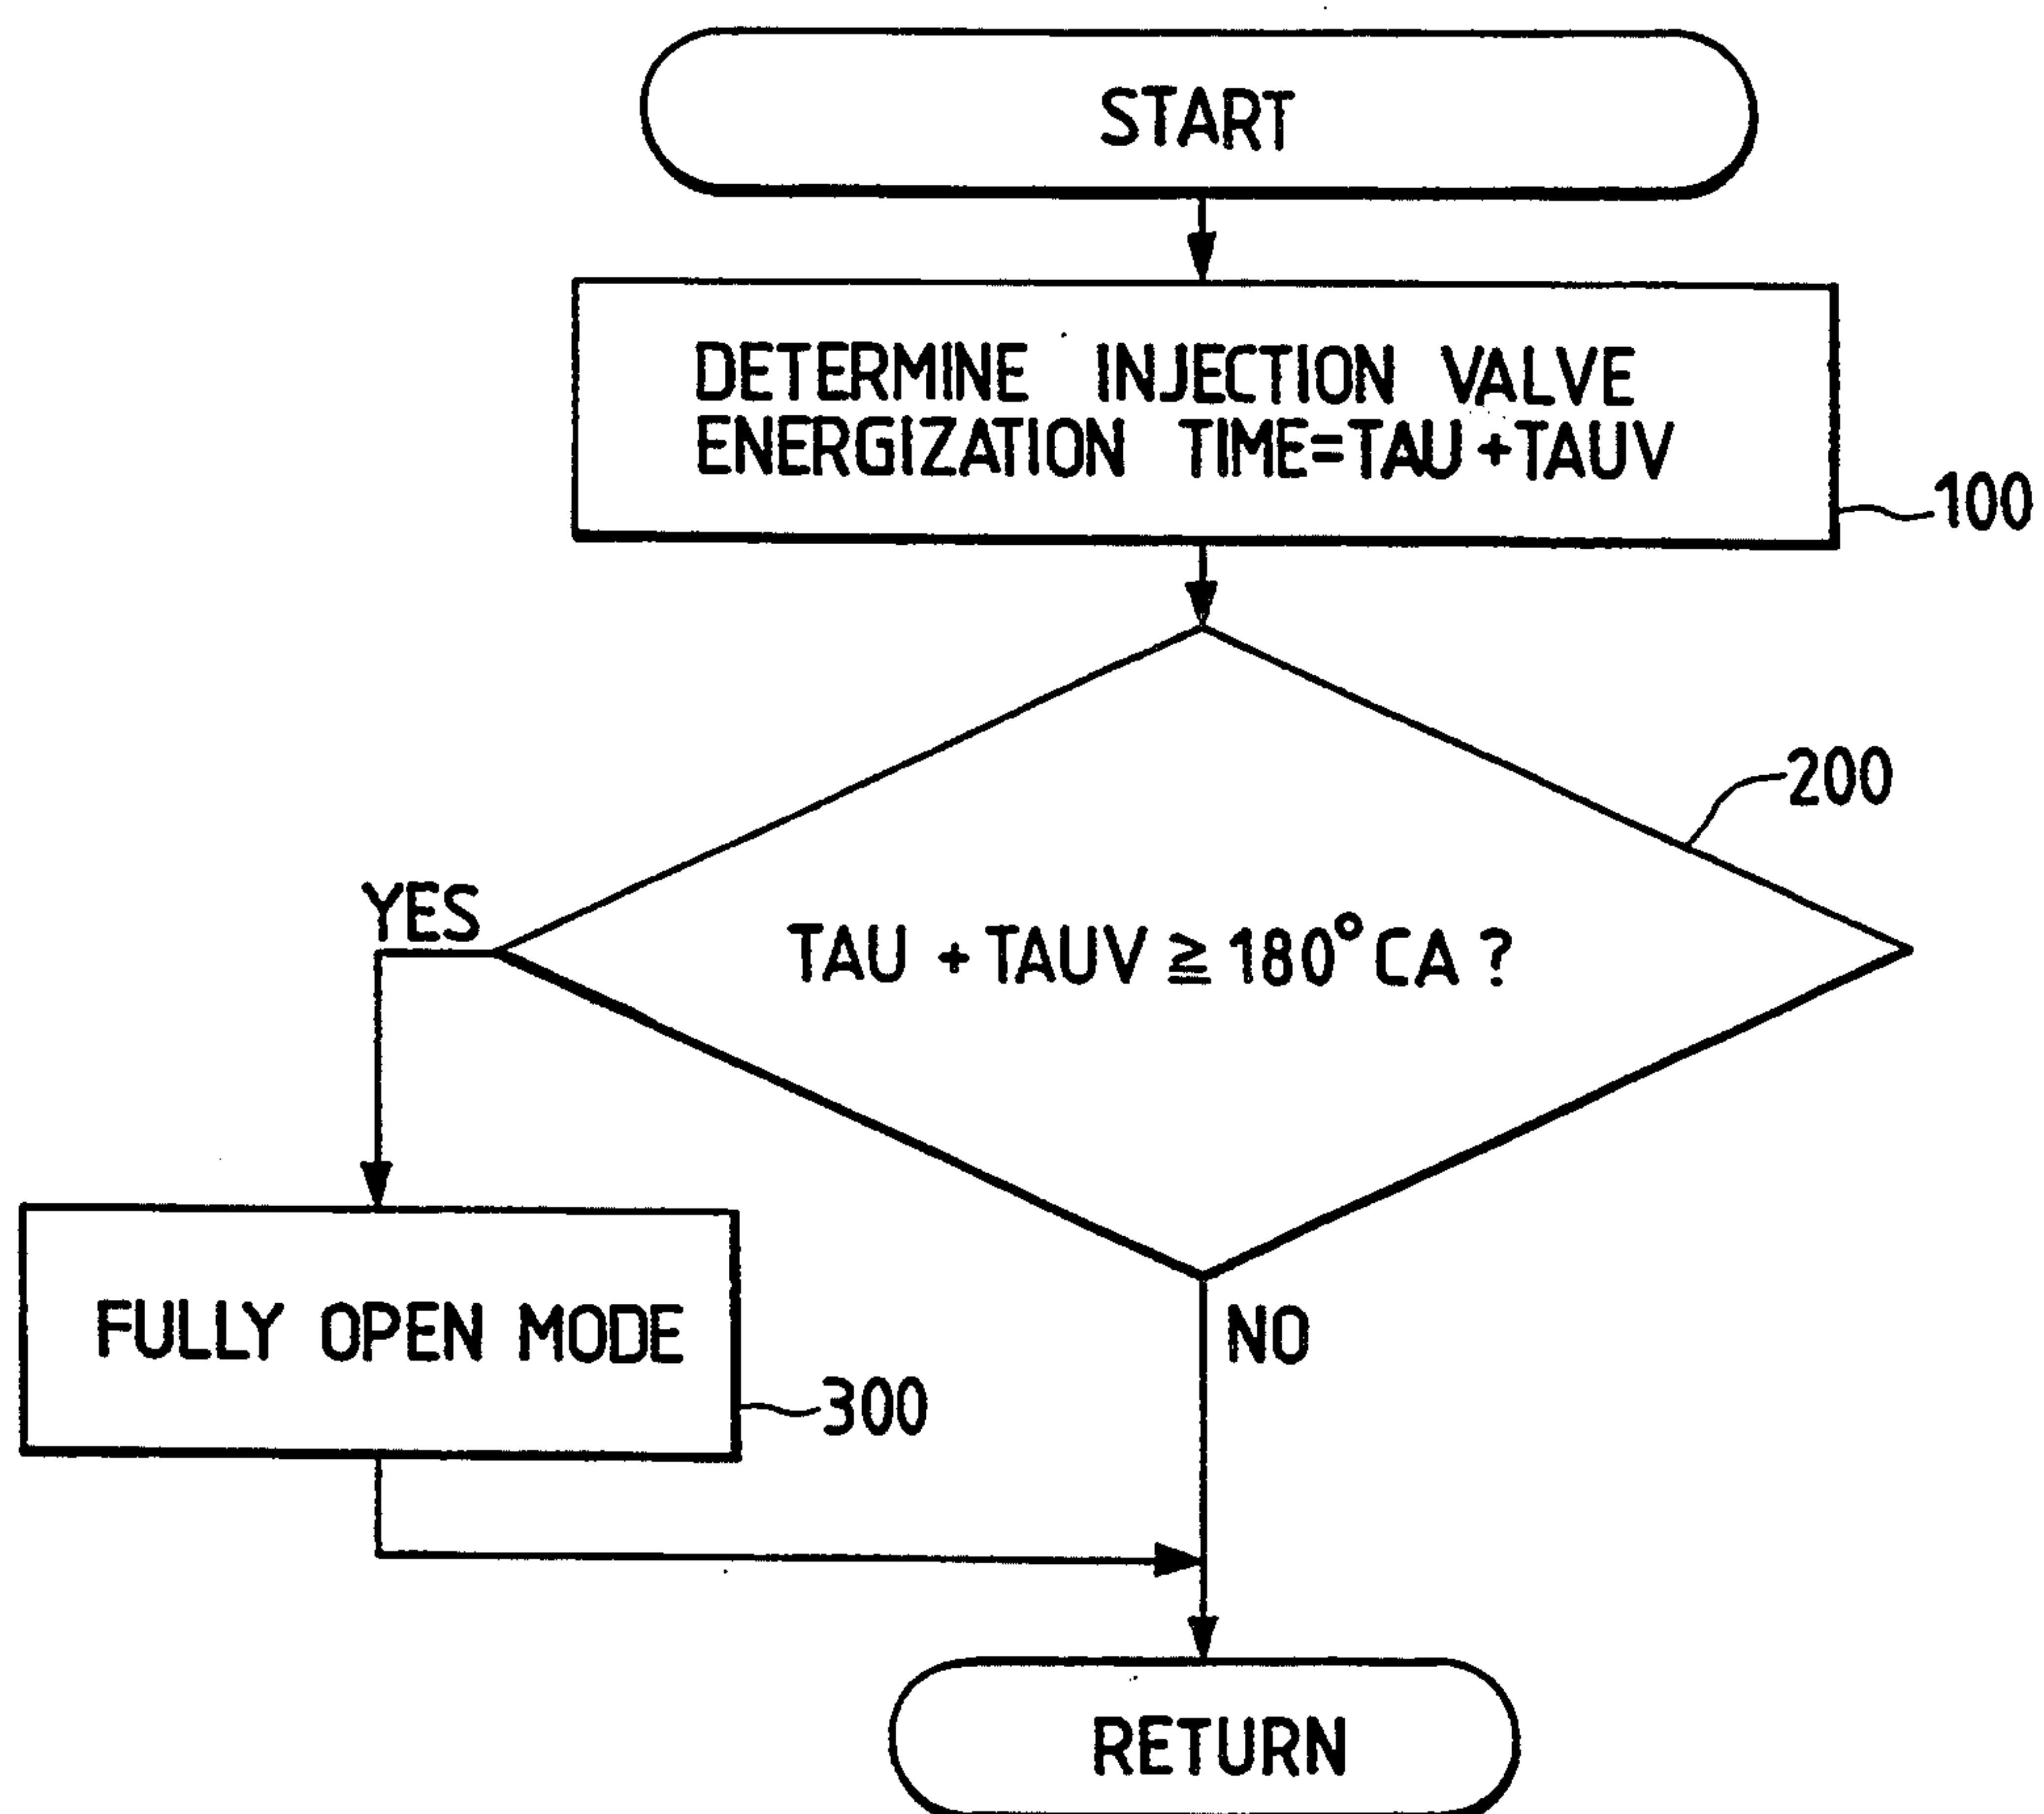 START
DETERMINE INJECTION VALVE
ENERGIZATION TIME=TAU+TAUV
100
200
YES
TAU + TAUV ≧ 180°CA ?
FULLY OPEN MODE
NO
300
RETURN